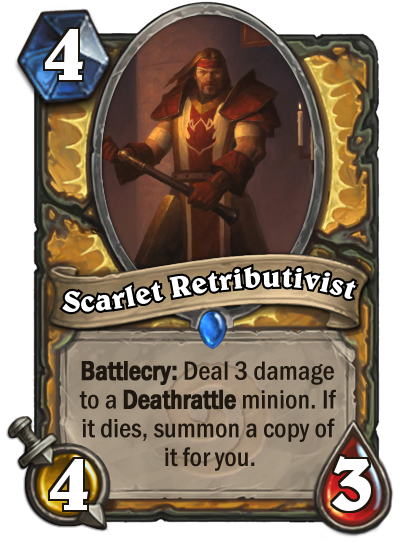 4
Scarlet Retributivist
Battlecry: Deal 3 damage
to a Deathrattle minion. If
it dies, summon a copy of
it for you.
4
3